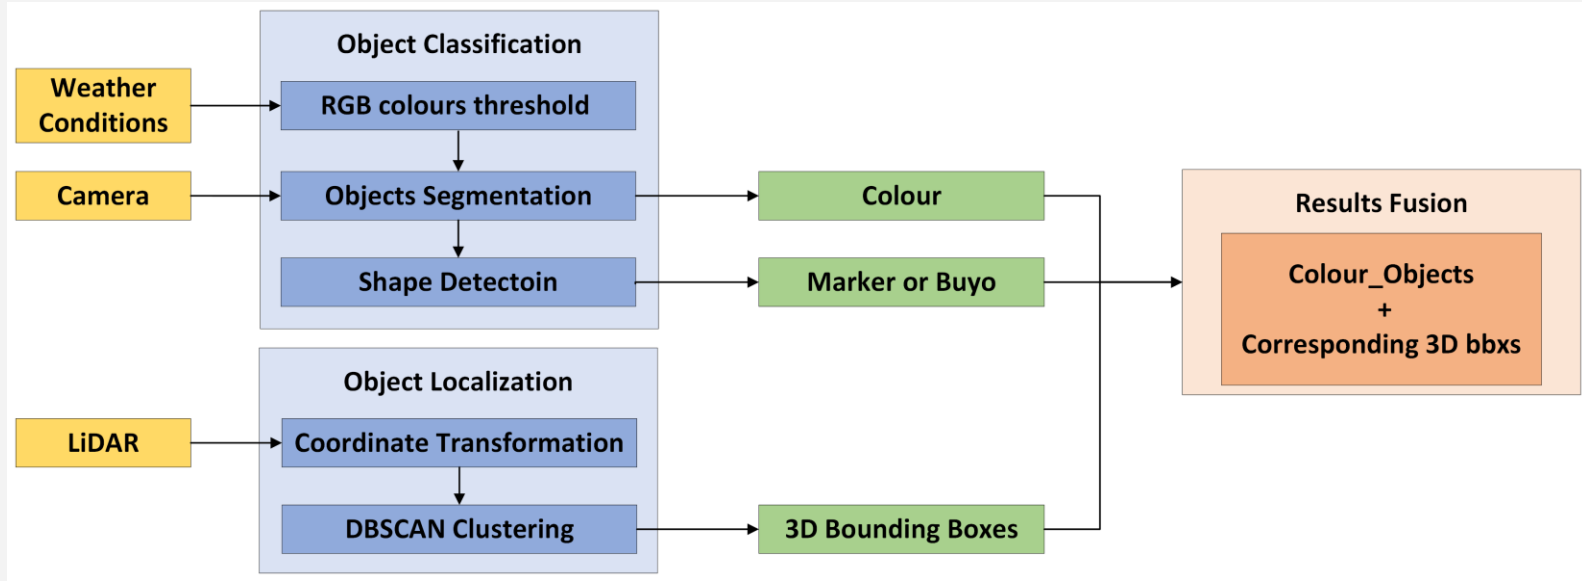 Object Classification
Weather
Conditions
RGB colours threshold
Camera
Objects Segmentation
Colour
Shape Detectoin
Marker or Buyo
Results Fusion
Colour_Objects
+
Corresponding 3D bbxs
Object Localization
LiDAR
Coordinate Transformation
DBSCAN Clustering
3D Bounding Boxes